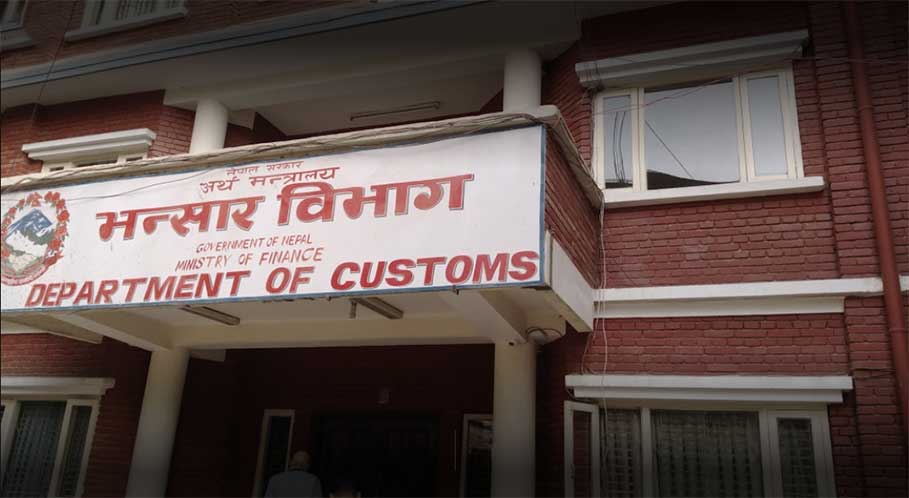 नेपाल सरकार
अर्थ मन्त्रालय
भन्सार विभाग
GOVERNMENT OF NEPAL
MINISTRY OF FINANCE
DEPARTMENT OF CUSTOMS